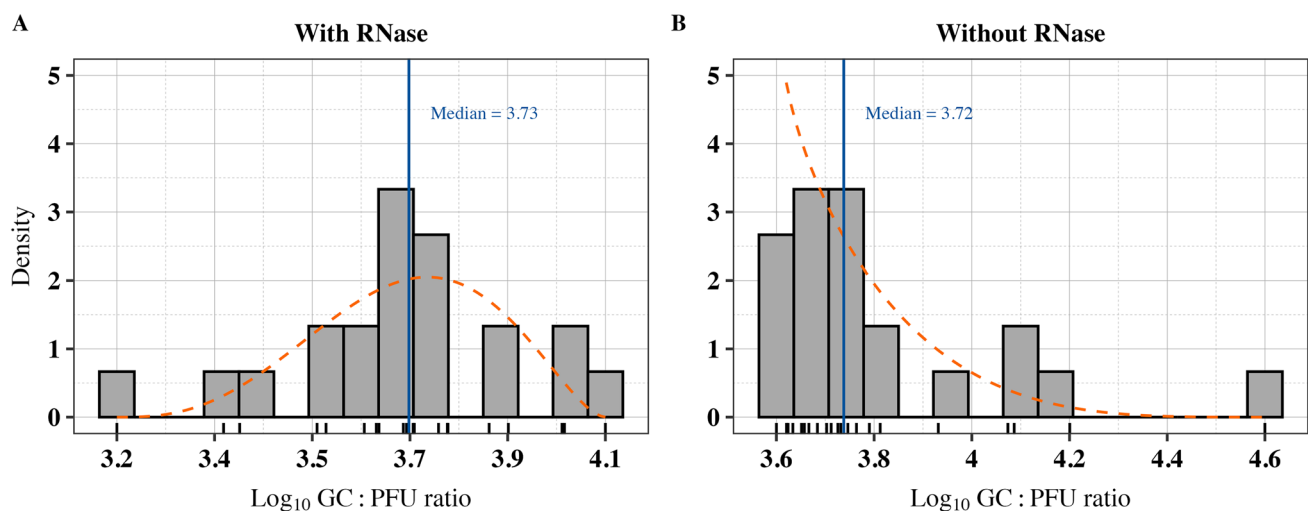 A
With RNase
Density
5
4
3
2
1
0
Median = 3.73
3.2
3.4
3.5
3.7
3.9
4.1
Log10 GC : PFU ratio
B
Without RNase
5
4
3
2
1
0
Median = 3.72
3.6
3.8
4
4.2
4.4
4.6
Log10 GC : PFU ratio